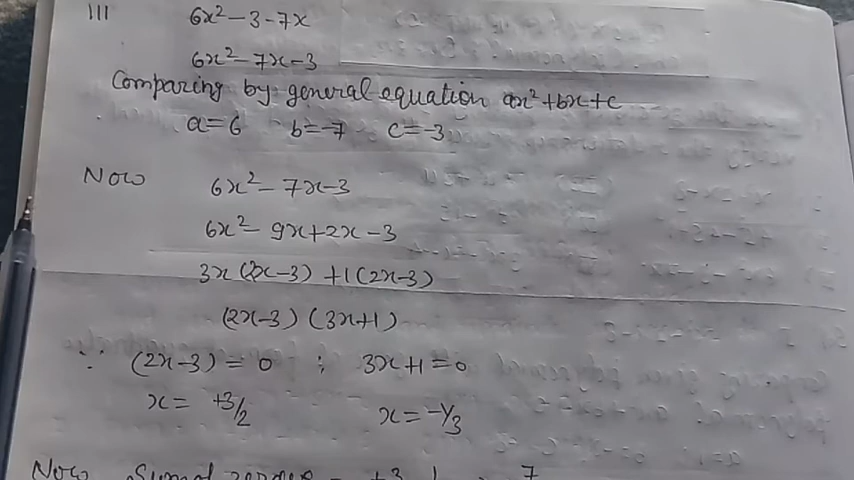 III 6x² - 3 - 7x
6x² - 7x - 3
Comparing by general equation ax² + bx + c
a = 6 b = -7 c = -3
Now 6x² - 7x - 3
6x² - 9x + 2x - 3
3x (2x - 3) + 1 (2x - 3)
(2x - 3) (3x + 1)
∵ (2x - 3) = 0 ; 3x + 1 = 0
x = +3/2 x = -1/3
Now